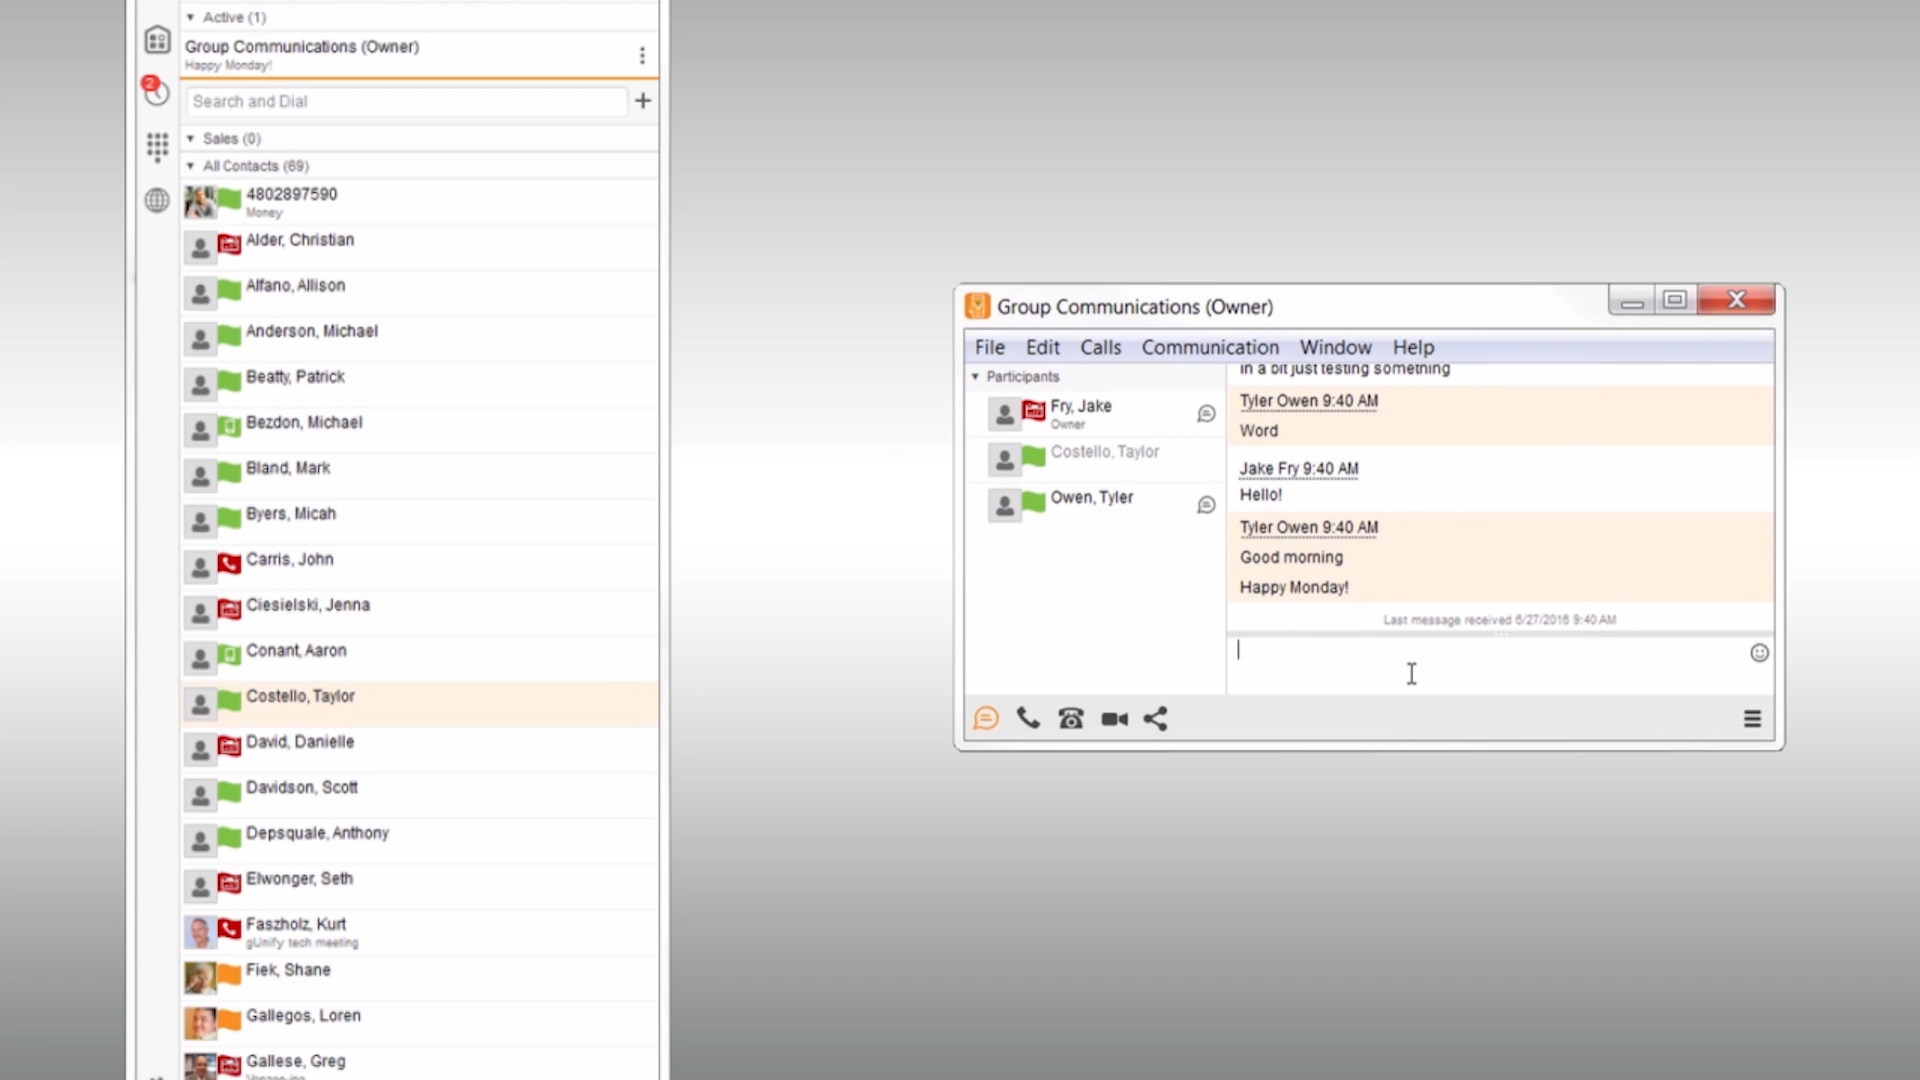 Active (1)
Group Communications (Owner)
Happy Monday!
2
Search and Dial
Sales (0)
All Contacts (69)
4802897590
Money
Alder, Christian
Alfano, Allison
Anderson, Michael
Beatty, Patrick
Bezdon, Michael
Bland, Mark
Byers, Micah
Carris, John
Ciesielski, Jenna
Conant, Aaron
Costello, Taylor
David, Danielle
Davidson, Scott
Depsquale, Anthony
Elwonger, Seth
Faszholz, Kurt
gUnify tech meeting
Fiek, Shane
Gallegos, Loren
Gallese, Greg
Group Communications (Owner)
File Edit Calls Communication Window Help
Participants
Fry, Jake
Owner
Costello, Taylor
Owen, Tyler
in a bit just testing something
Tyler Owen 9:40 AM
Word
Jake Fry 9:40 AM
Hello!
Tyler Owen 9:40 AM
Good morning
Happy Monday!
Last message received 6/27/2016 9:40 AM